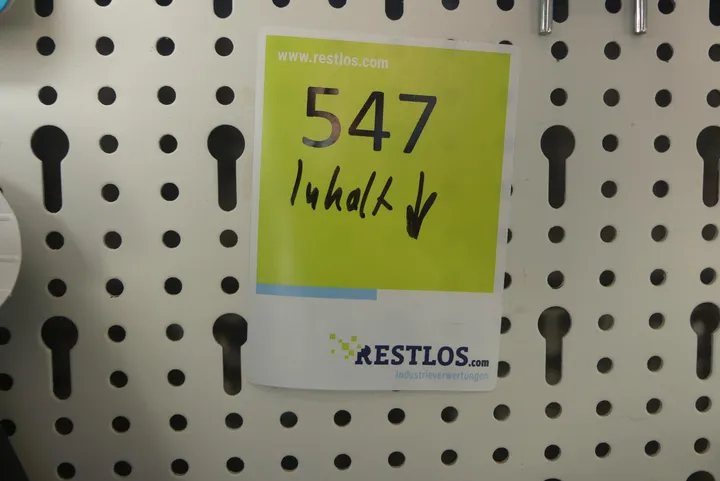 www.restlos.com
547
Inhalt ↓
RESTLOS.com
Industrieverwertungen